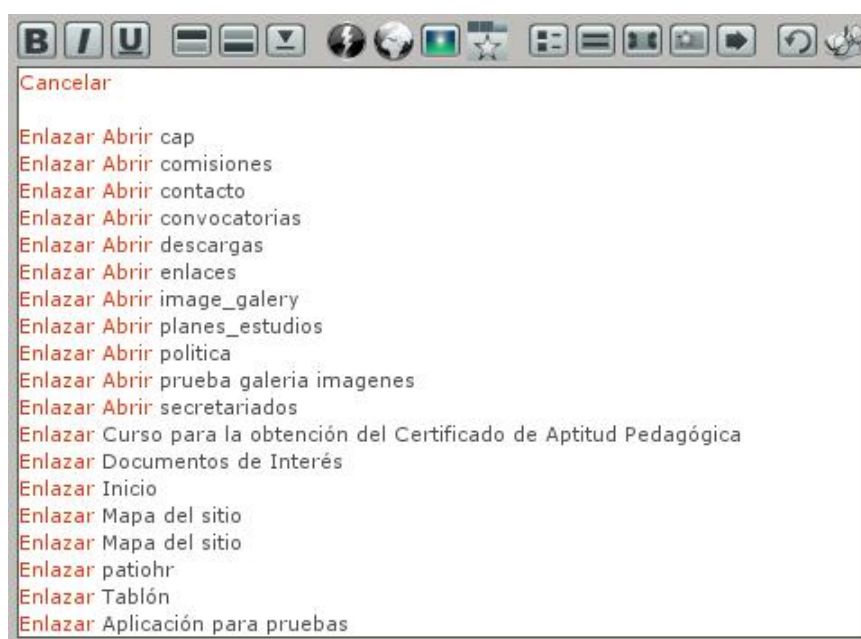 B I U
Cancelar
Enlazar Abrir cap
Enlazar Abrir comisiones
Enlazar Abrir contacto
Enlazar Abrir convocatorias
Enlazar Abrir descargas
Enlazar Abrir enlaces
Enlazar Abrir image_galery
Enlazar Abrir planes_estudios
Enlazar Abrir politica
Enlazar Abrir prueba galeria imagenes
Enlazar Abrir secretariados
Enlazar Curso para la obtención del Certificado de Aptitud Pedagógica
Enlazar Documentos de Interés
Enlazar Inicio
Enlazar Mapa del sitio
Enlazar Mapa del sitio
Enlazar patiohr
Enlazar Tablón
Enlazar Aplicación para pruebas